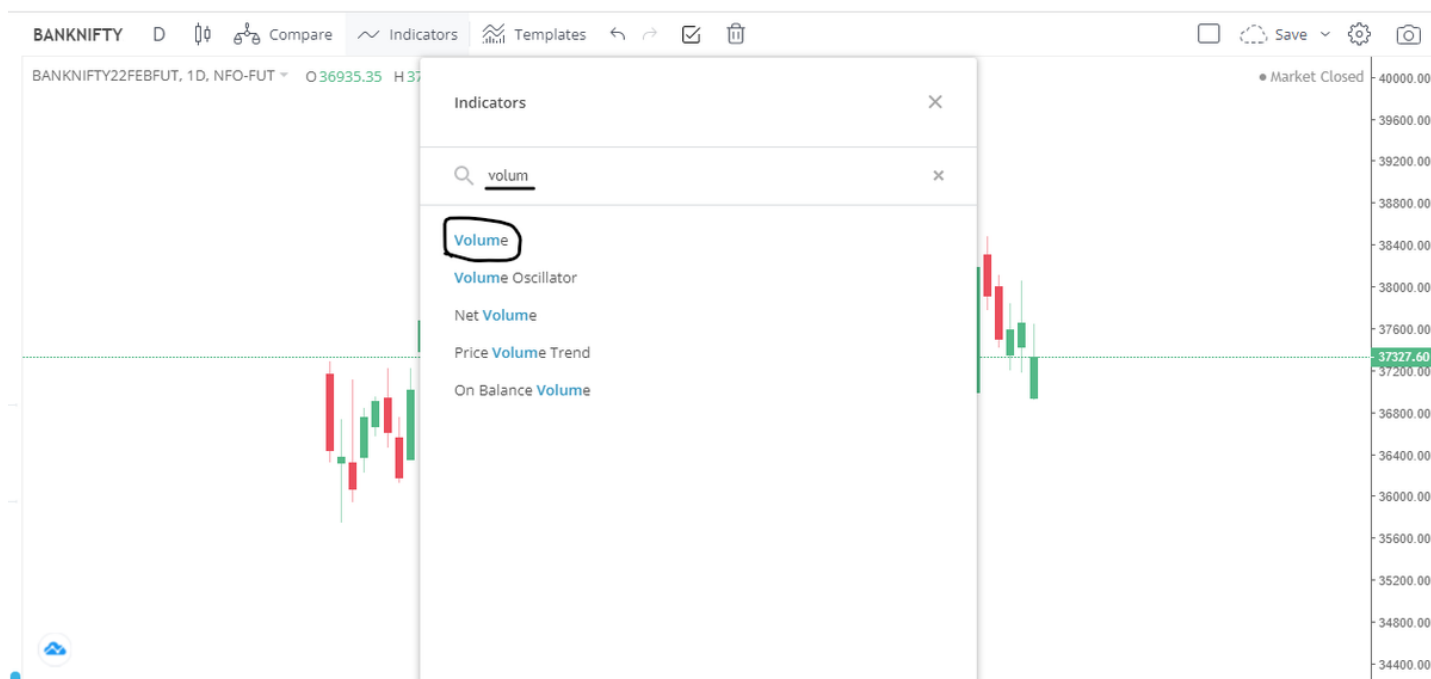 BANKNIFTY D Compare Indicators Templates Save
BANKNIFTY22FEBFUT, 1D, NFO-FUT O36935.35 H37
Market Closed
Indicators
volum
Volume
Volume Oscillator
Net Volume
Price Volume Trend
On Balance Volume
40000.00
39600.00
39200.00
38800.00
38400.00
38000.00
37600.00
37327.60
37200.00
36800.00
36400.00
36000.00
35600.00
35200.00
34800.00
34400.00